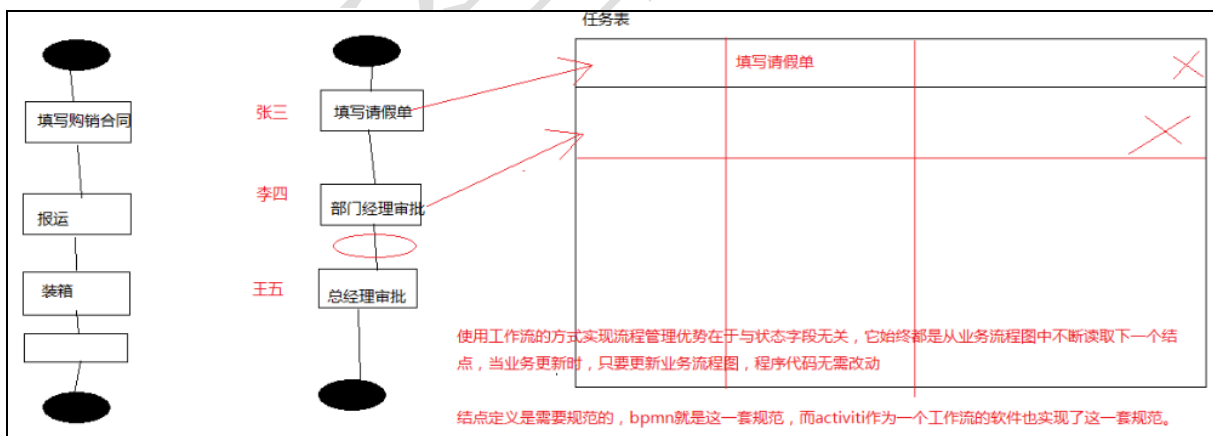 任务表
填写请假单
填写购销合同
报运
装箱
张三
填写请假单
李四
部门经理审批
王五
总经理审批
使用工作流的方式实现流程管理优势在于与状态字段无关，它始终都是从业务流程图中不断读取下一个结
点，当业务更新时，只要更新业务流程图，程序代码无需改动
结点定义是需要规范的，bpmn就是这一套规范，而activiti作为一个工作流的软件也实现了这一套规范。